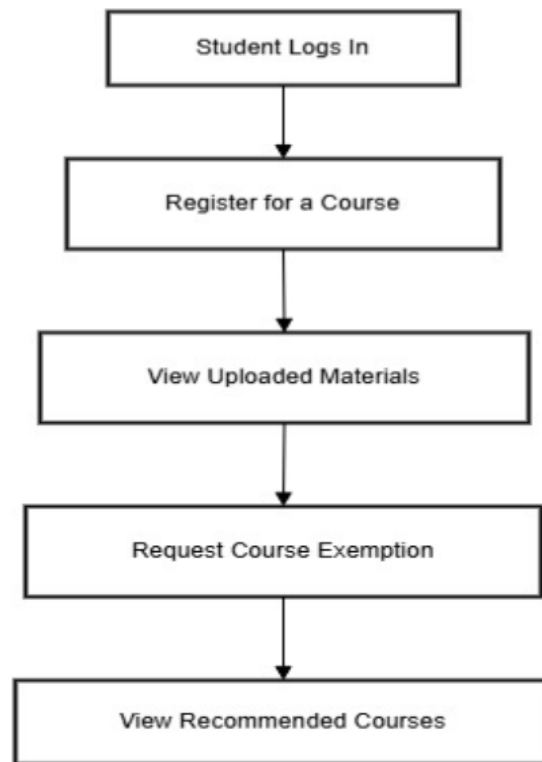 Student Logs In
Register for a Course
View Uploaded Materials
Request Course Exemption
View Recommended Courses